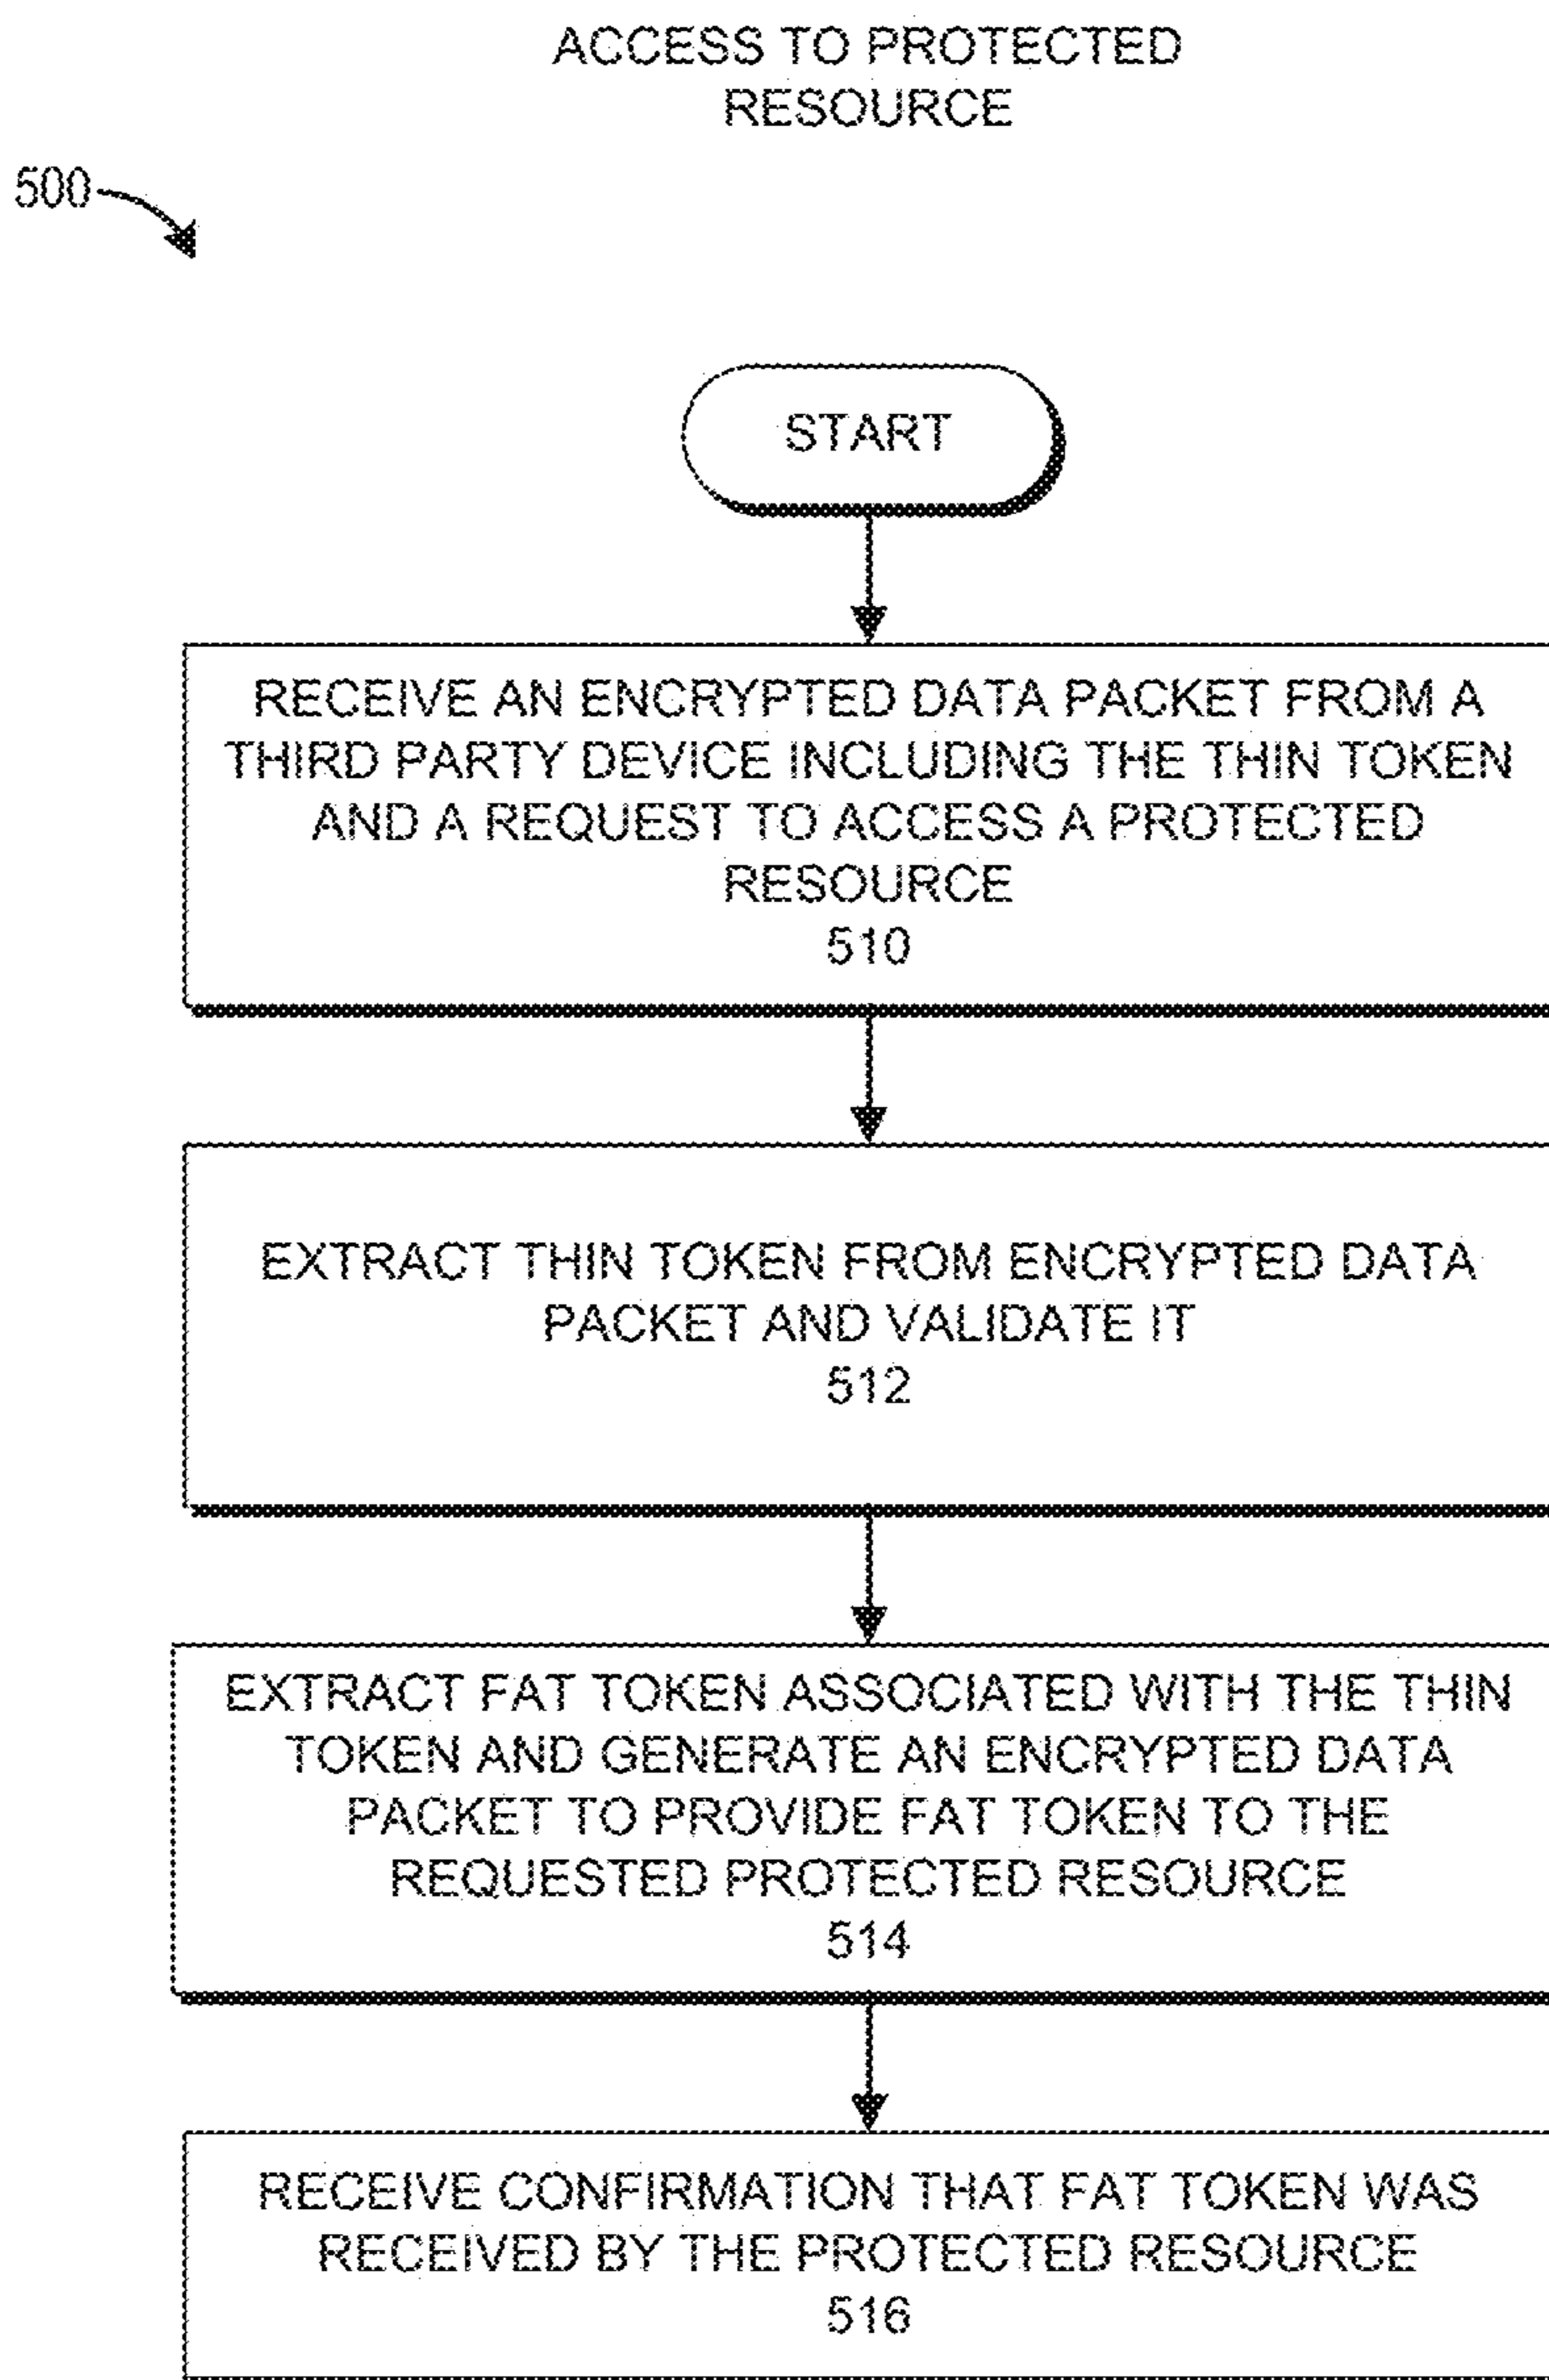 ACCESS TO PROTECTED
RESOURCE
500
START
RECEIVE AN ENCRYPTED DATA PACKET FROM A
THIRD PARTY DEVICE INCLUDING THE THIN TOKEN
AND A REQUEST TO ACCESS A PROTECTED
RESOURCE
510
EXTRACT THIN TOKEN FROM ENCRYPTED DATA
PACKET AND VALIDATE IT
512
EXTRACT FAT TOKEN ASSOCIATED WITH THE THIN
TOKEN AND GENERATE AN ENCRYPTED DATA
PACKET TO PROVIDE FAT TOKEN TO THE
REQUESTED PROTECTED RESOURCE
514
RECEIVE CONFIRMATION THAT FAT TOKEN WAS
RECEIVED BY THE PROTECTED RESOURCE
516